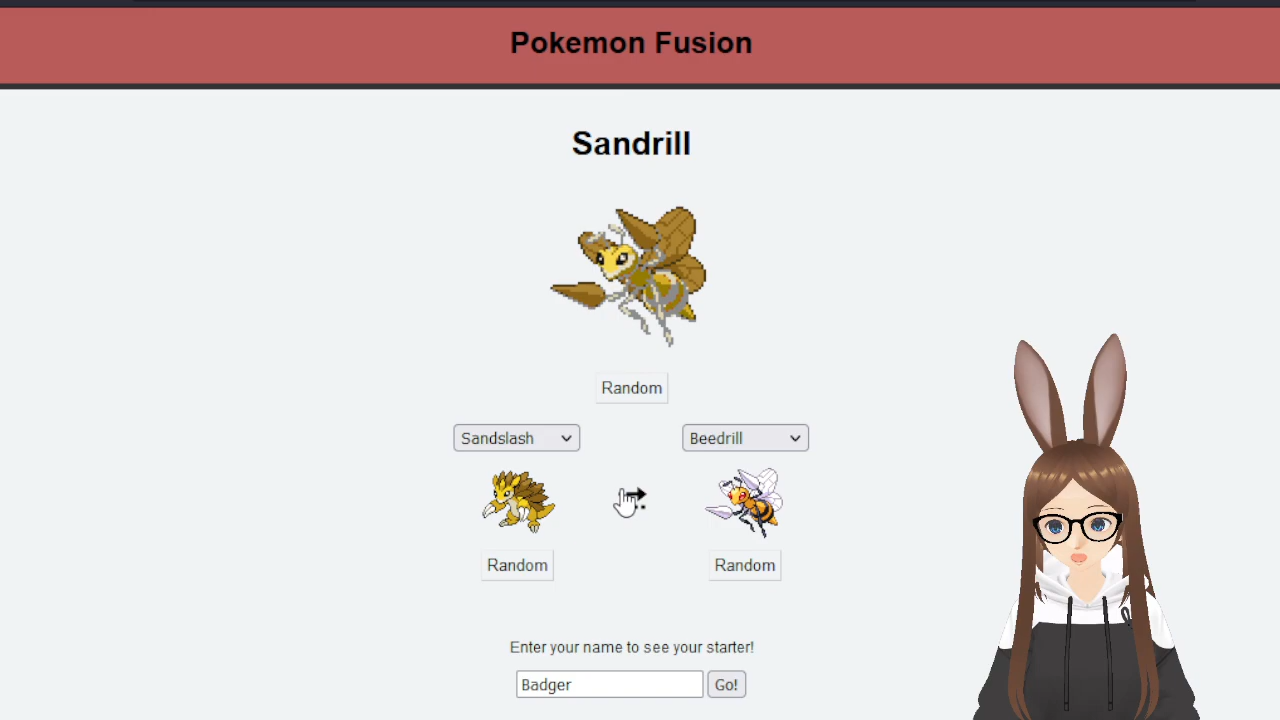 Pokemon Fusion
Sandrill
Random
Sandslash
Beedrill
Random
Random
Enter your name to see your starter!
Badger
Go!